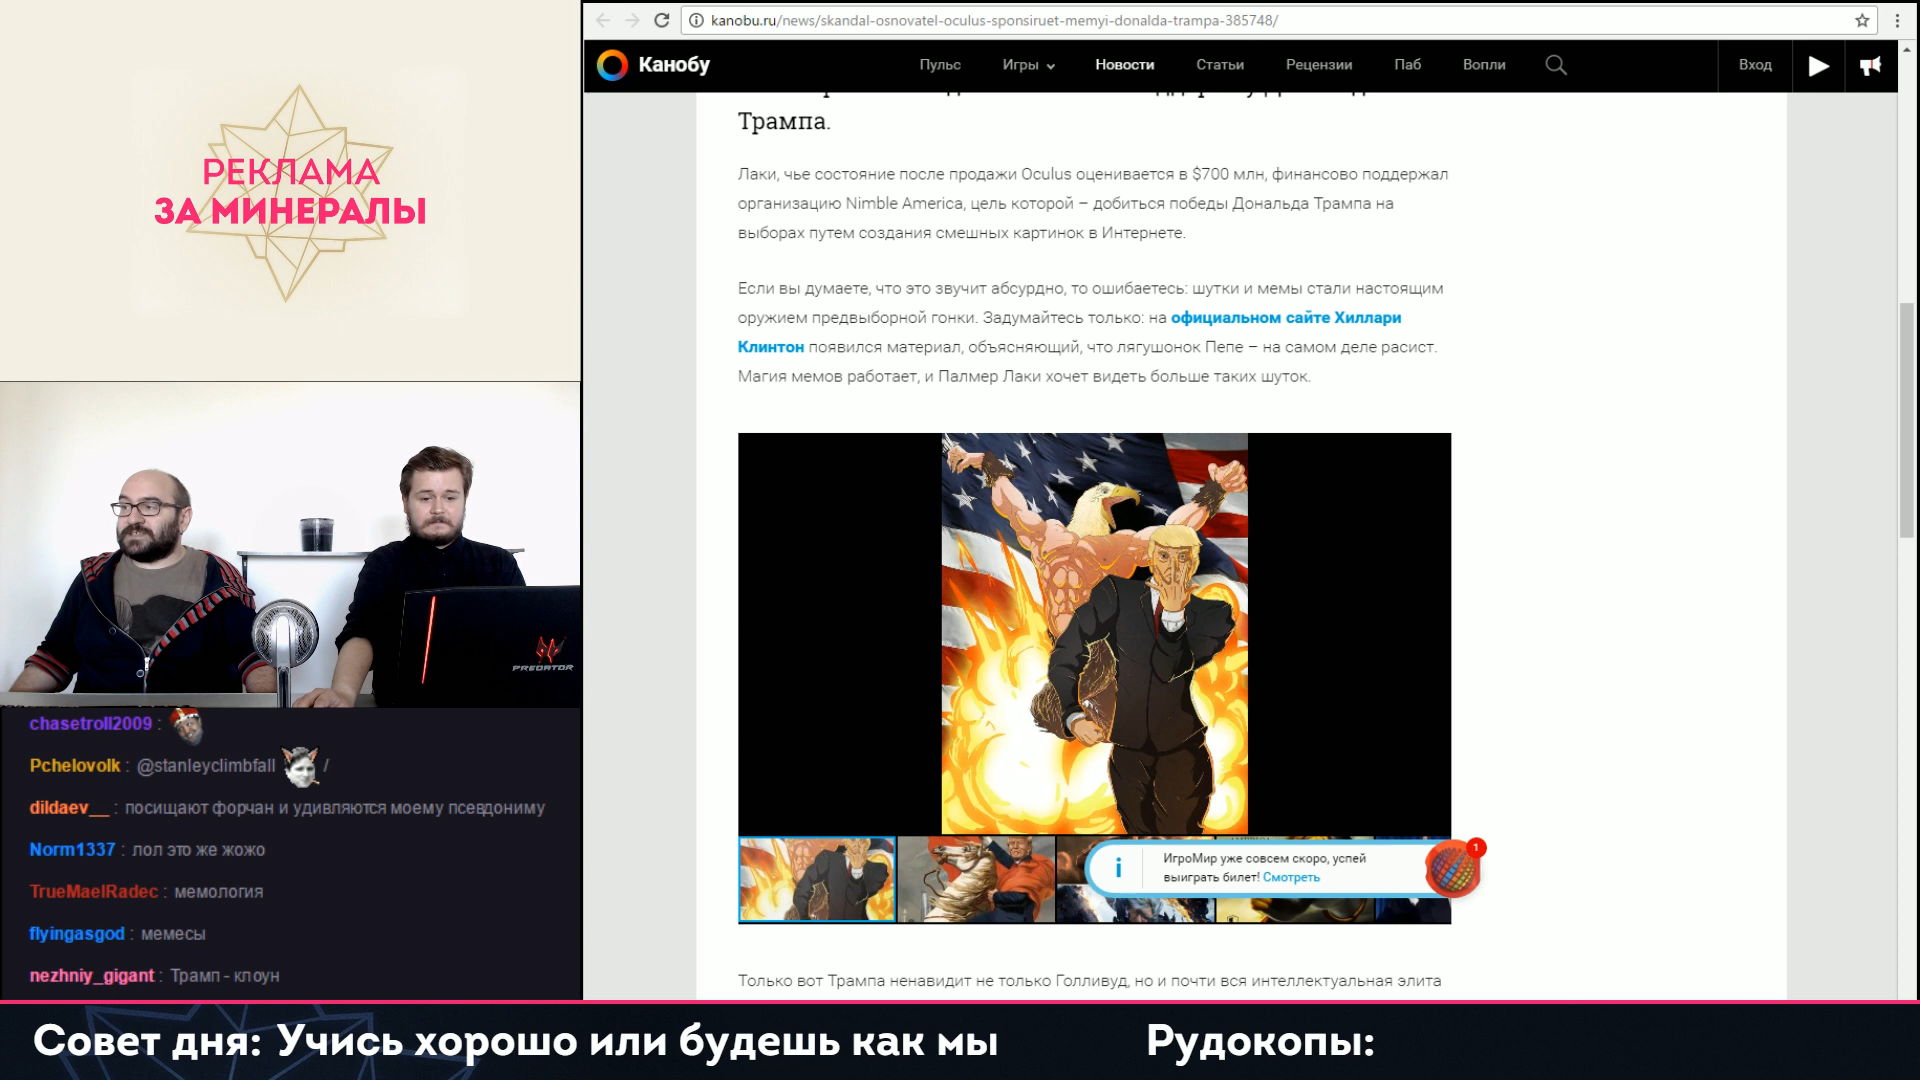 kanobu.ru/news/skandal-osnovatel-oculus-sponsiruet-memyi-donalda-trampa-385748/
Канобу
Пульс
Игры
Новости
Статьи
Рецензии
Паб
Вопли
Вход
Трампа.
Лаки, чье состояние после продажи Oculus оценивается в $700 млн, финансово поддержал
организацию Nimble America, цель которой – добиться победы Дональда Трампа на
выборах путем создания смешных картинок в Интернете.
Если вы думаете, что это звучит абсурдно, то ошибаетесь: шутки и мемы стали настоящим
оружием предвыборной гонки. Задумайтесь только: на официальном сайте Хиллари
Клинтон появился материал, объясняющий, что лягушонок Пепе – на самом деле расист.
Магия мемов работает, и Палмер Лаки хочет видеть больше таких шуток.
i
ИгроМир уже совсем скоро, успей
выиграть билет! Смотреть
1
Только вот Трампа ненавидит не только Голливуд, но и почти вся интеллектуальная элита
РЕКЛАМА
ЗА МИНЕРАЛЫ
PREDATOR
chasetroll2009 :
Pchelovolk : @stanleyclimbfall /
dildaev__ : посищают форчан и удивляются моему псевдониму
Norm1337 : лол это же жожо
TrueMaelRadec : мемология
flyingasgod : мемесы
nezhniy_gigant : Трамп - клоун
Совет дня: Учись хорошо или будешь как мы
Рудокопы: